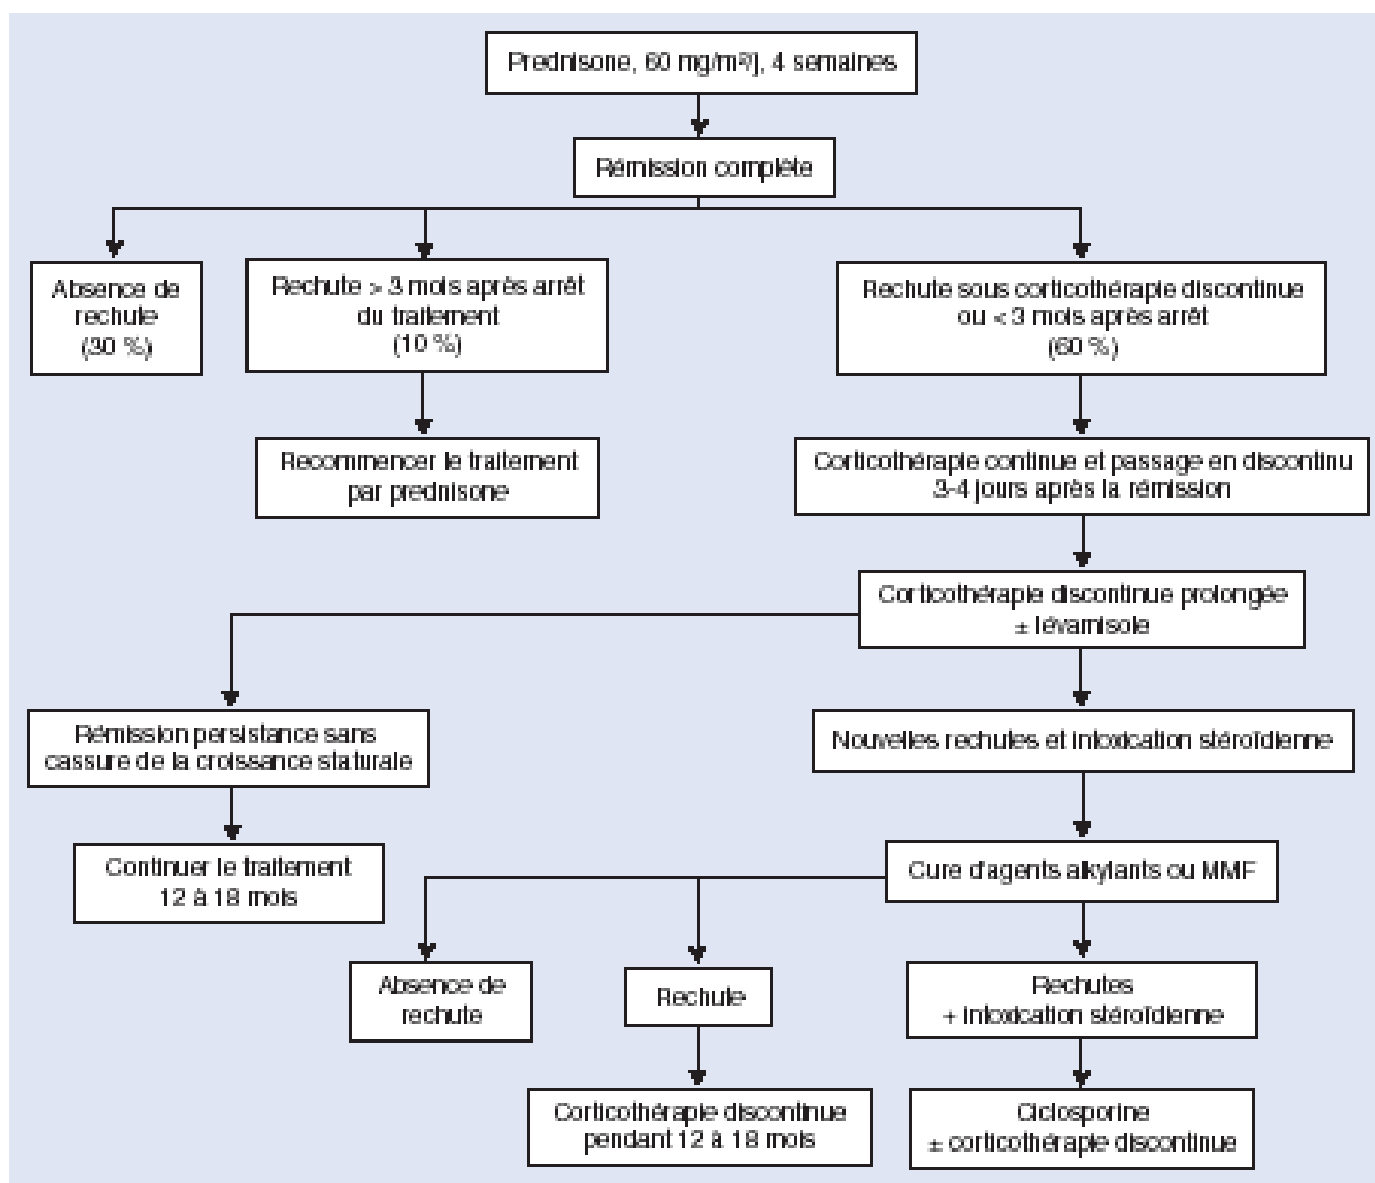 Prednisone, 60 mg/m²/j, 4 semaines
Rémission complète
Absence de
rechute
(30 %)
Rechute > 3 mois après arrêt
du traitement
(10 %)
Rechute sous corticothérapie discontinue
ou < 3 mois après arrêt
(60 %)
Recommencer le traitement
par prednisone
Corticothérapie continue et passage en discontinu
3-4 jours après la rémission
Corticothérapie discontinue prolongée
± lévamisole
Rémission persistance sans
cassure de la croissance staturale
Nouvelles rechutes et intoxication stéroïdienne
Continuer le traitement
12 à 18 mois
Cure d'agents alkylants ou MMF
Absence de
rechute
Rechute
Rechutes
+ intoxication stéroïdienne
Corticothérapie discontinue
pendant 12 à 18 mois
Ciclosporine
± corticothérapie discontinue